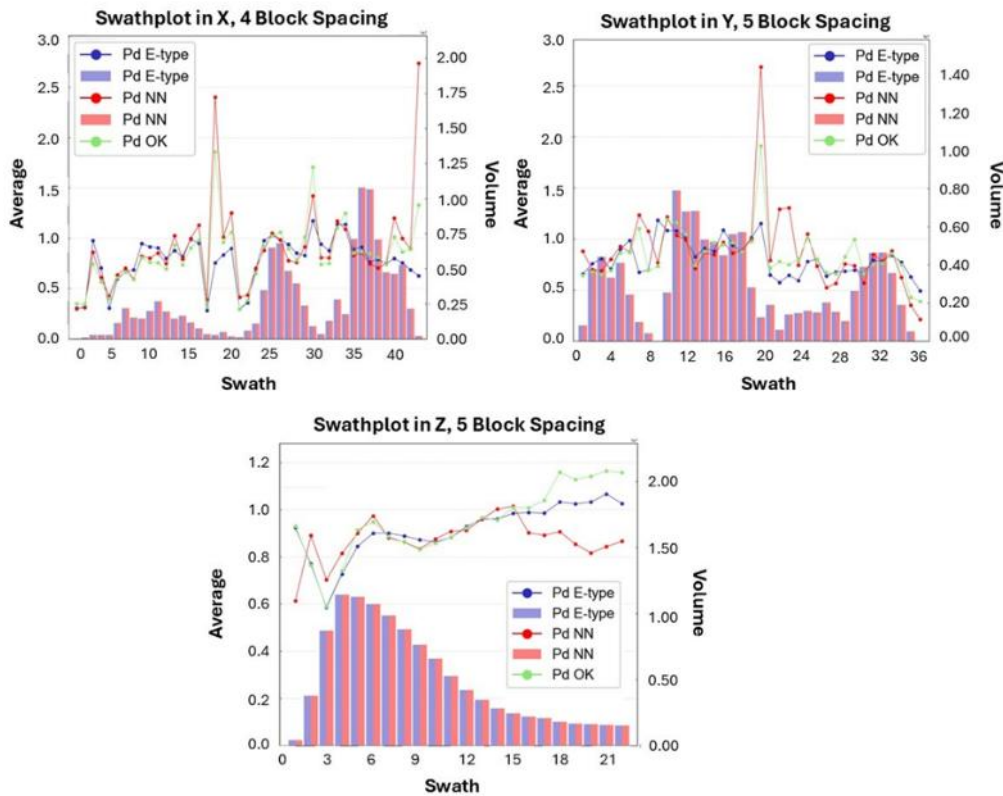 Swathplot in X, 4 Block Spacing
3.0
2.5
2.0
1.5
1.0
0.5
0.0
Average
Pd E-type
Pd E-type
Pd NN
Pd NN
Pd OK
2.00
1.75
1.50
1.25
1.00
0.75
0.50
0.25
0.00
Volume
0 5 10 15 20 25 30 35 40
Swath
Swathplot in Y, 5 Block Spacing
3.0
2.5
2.0
1.5
1.0
0.5
0.0
Average
Pd E-type
Pd E-type
Pd NN
Pd NN
Pd OK
1.40
1.20
1.00
0.80
0.60
0.40
0.20
0.00
Volume
0 4 8 12 16 20 24 28 32 36
Swath
Swathplot in Z, 5 Block Spacing
1.2
1.0
0.8
0.6
0.4
0.2
0.0
Average
Pd E-type
Pd E-type
Pd NN
Pd NN
Pd OK
2.00
1.50
1.00
0.50
0.00
Volume
0 3 6 9 12 15 18 21
Swath